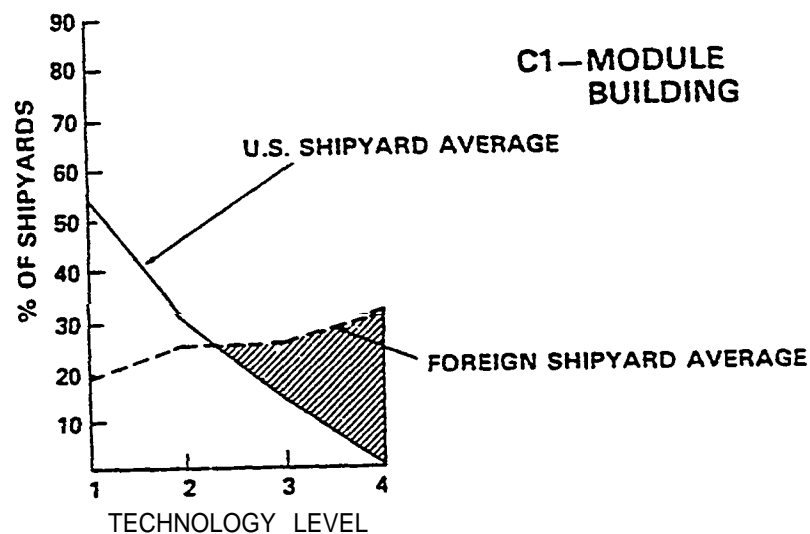 C1—MODULE
BUILDING
90
80
70
60
50
40
30
20
10
% OF SHIPYARDS
U.S. SHIPYARD AVERAGE
FOREIGN SHIPYARD AVERAGE
1 2 3 4
TECHNOLOGY LEVEL